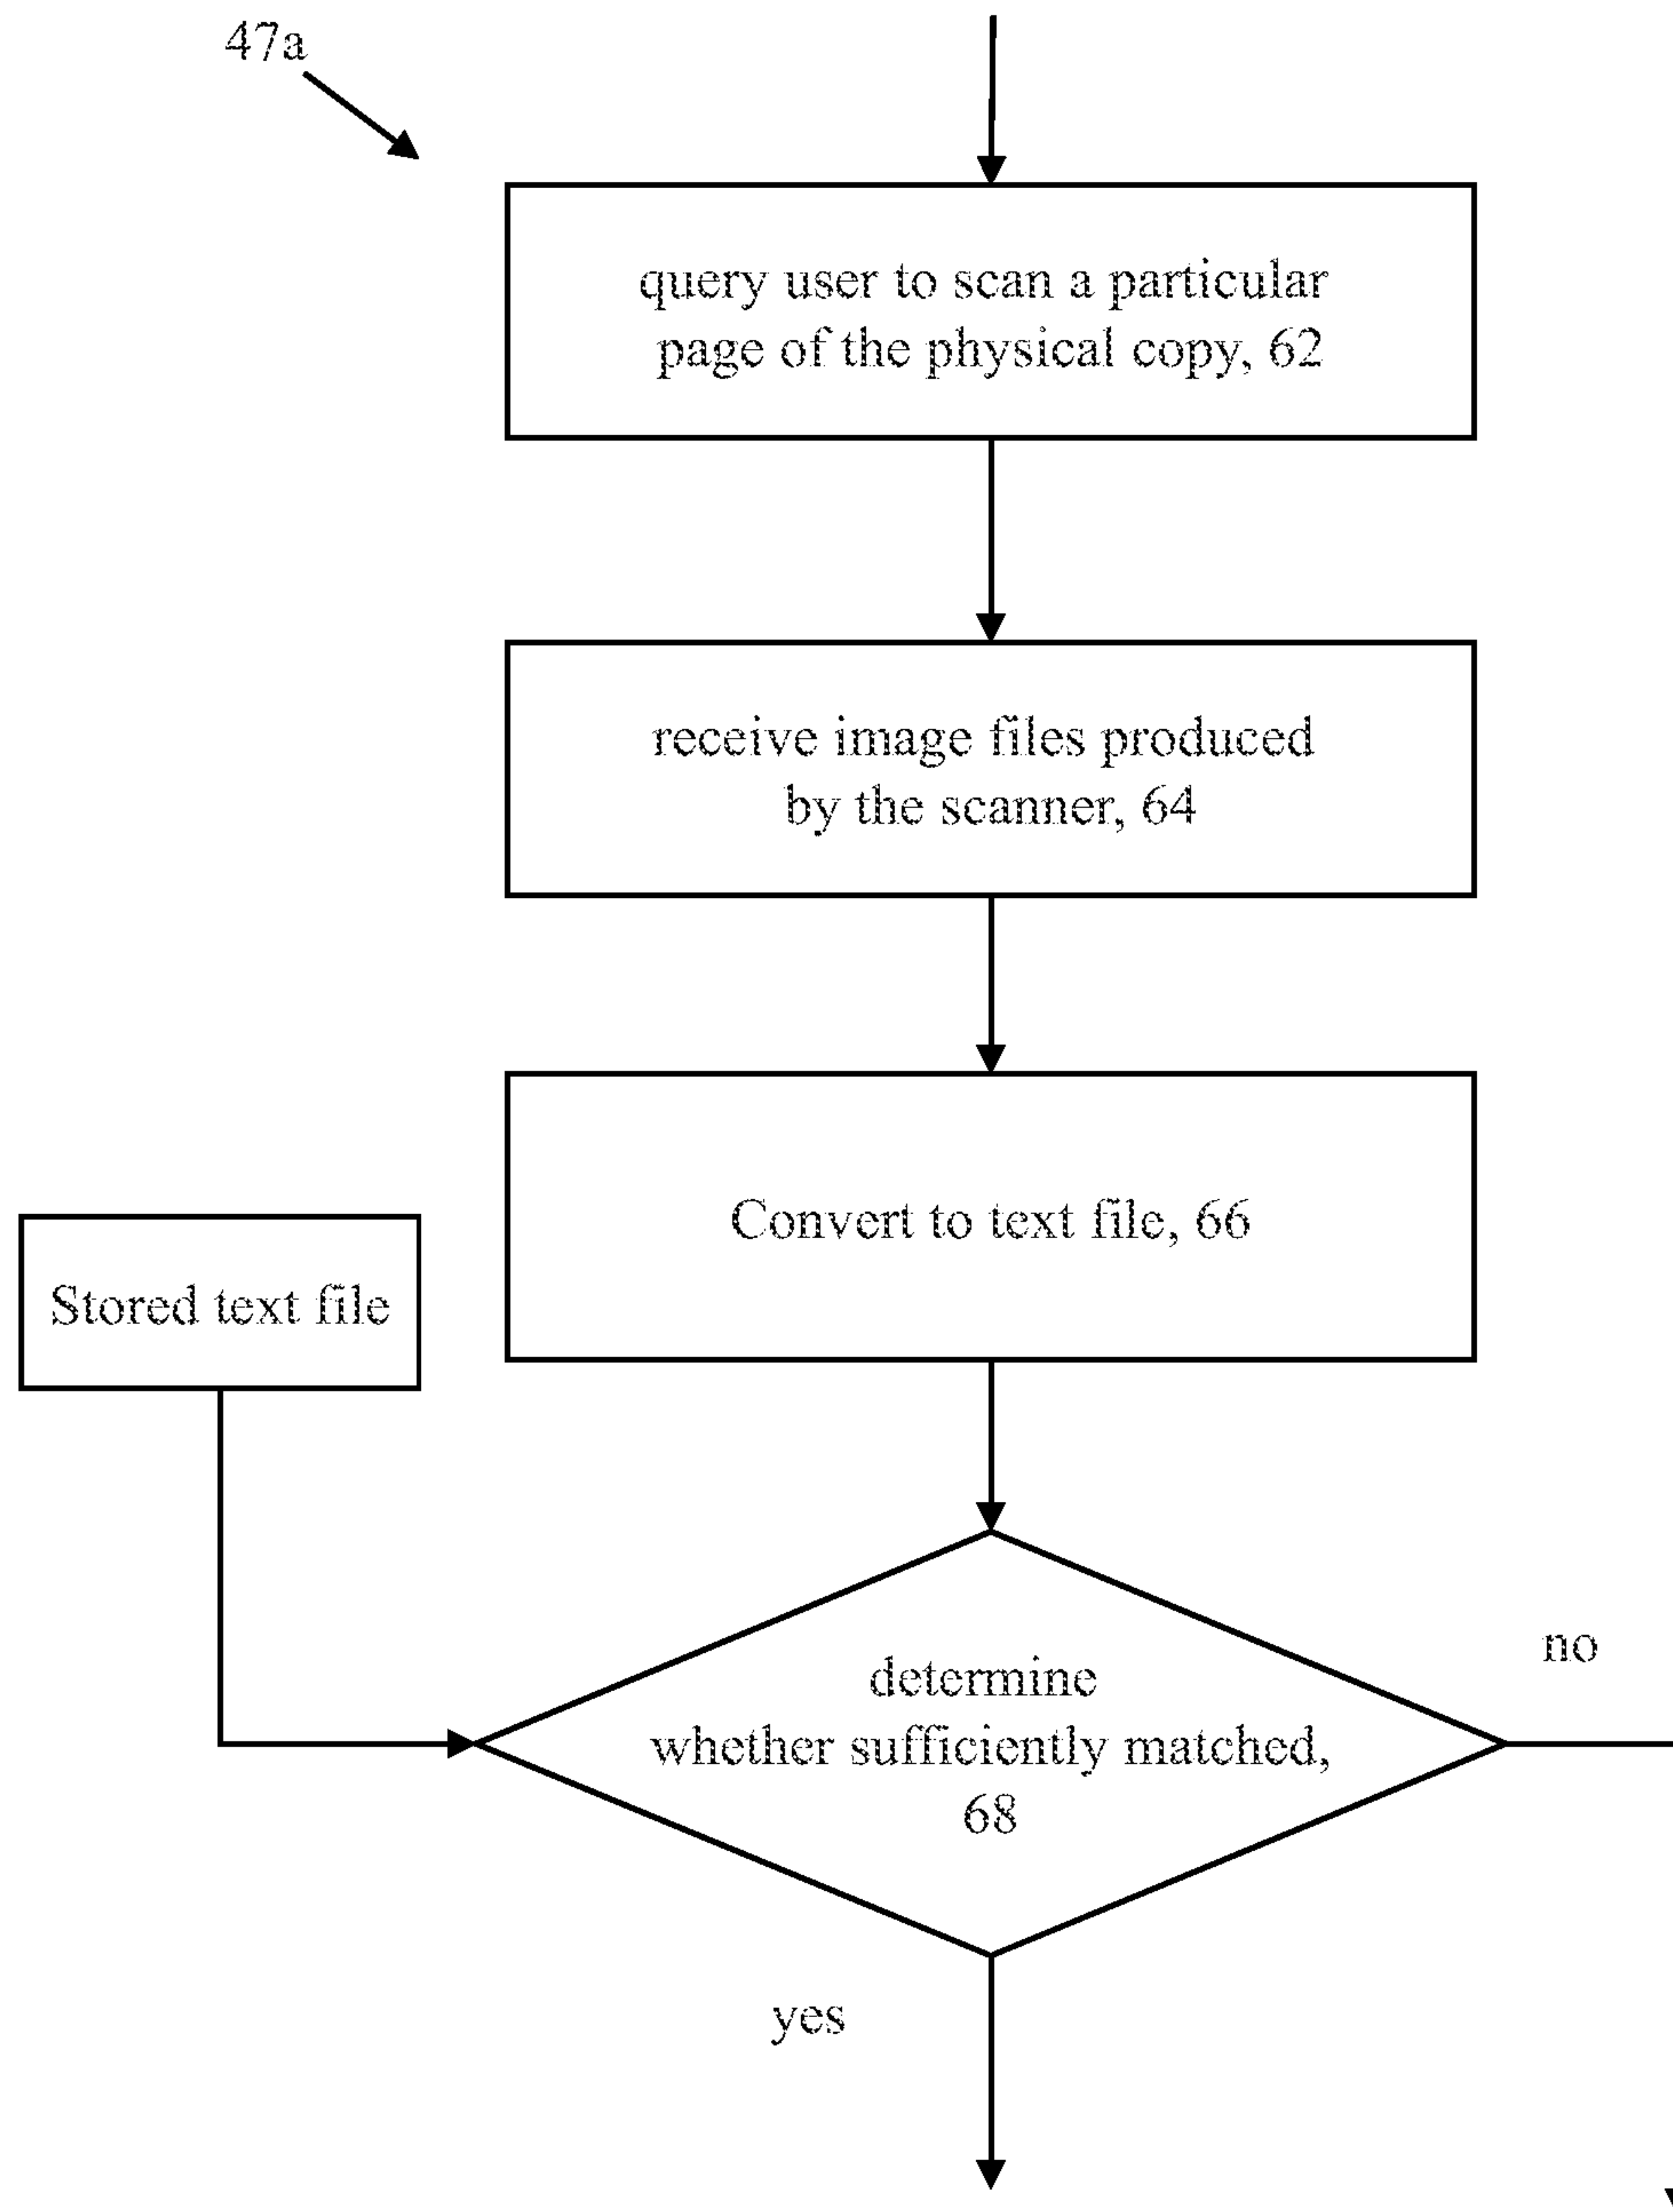 47a
query user to scan a particular
page of the physical copy, 62
receive image files produced
by the scanner, 64
Convert to text file, 66
Stored text file
determine
whether sufficiently matched,
68
no
yes